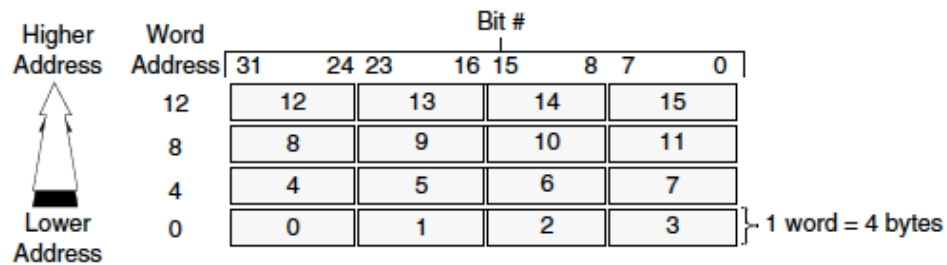 Bit #
Higher Address
Word Address
31 24 23 16 15 8 7 0
12 12 13 14 15
8 8 9 10 11
4 4 5 6 7
Lower Address
0 0 1 2 3
1 word = 4 bytes